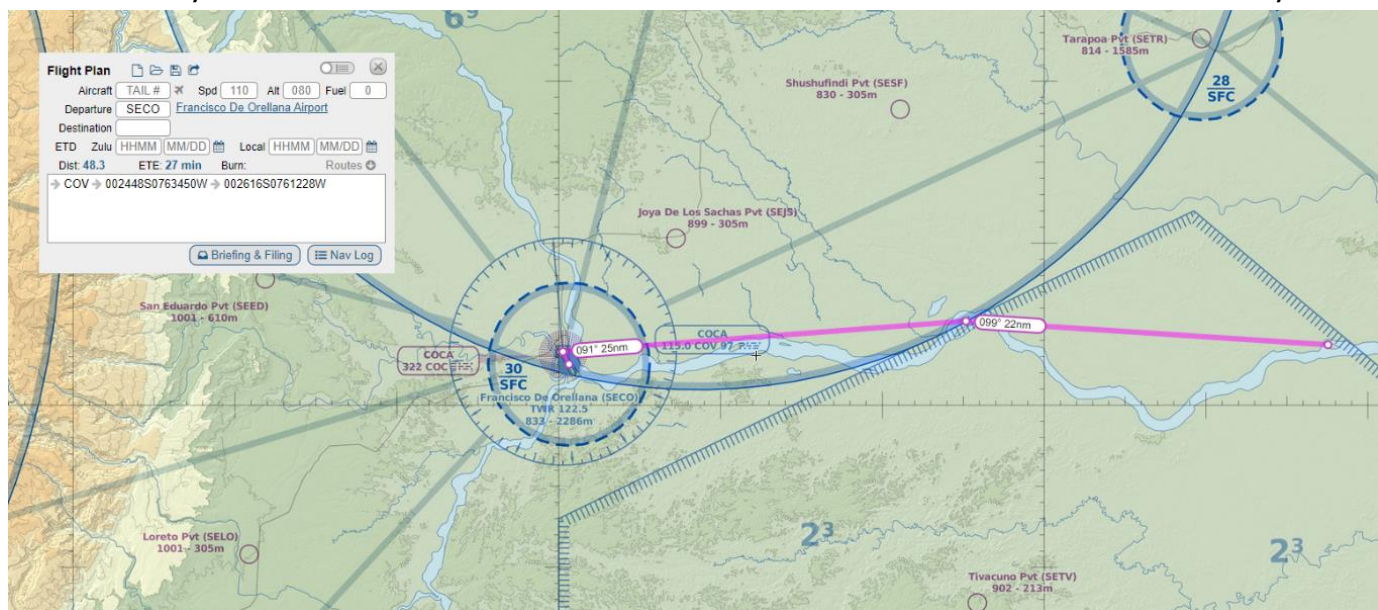 6⁹
Flight Plan
Aircraft TAIL # Spd 110 Alt 080 Fuel 0
Departure SECO Francisco De Orellana Airport
Destination
ETD Zulu HHMM MM/DD Local HHMM MM/DD
Dist: 48.3 ETE: 27 min Burn: Routes
COV 002448S0763450W 002616S0761228W
Briefing & Filing Nav Log
Tarapoa Pvt (SETR)
814 - 1585m
28
SFC
Shushufindi Pvt (SESF)
830 - 305m
Joya De Los Sachas Pvt (SEJS)
899 - 305m
San Eduardo Pvt (SEED)
1001 - 610m
099° 22nm
COCA
115.0 COV 97
091° 25nm
COCA
322 COC
30
SFC
Francisco De Orellana (SECO)
TWR 122.5
833 - 2286m
Loreto Pvt (SELO)
1001 - 305m
2³
2³
Tivacuno Pvt (SETV)
902 - 213m